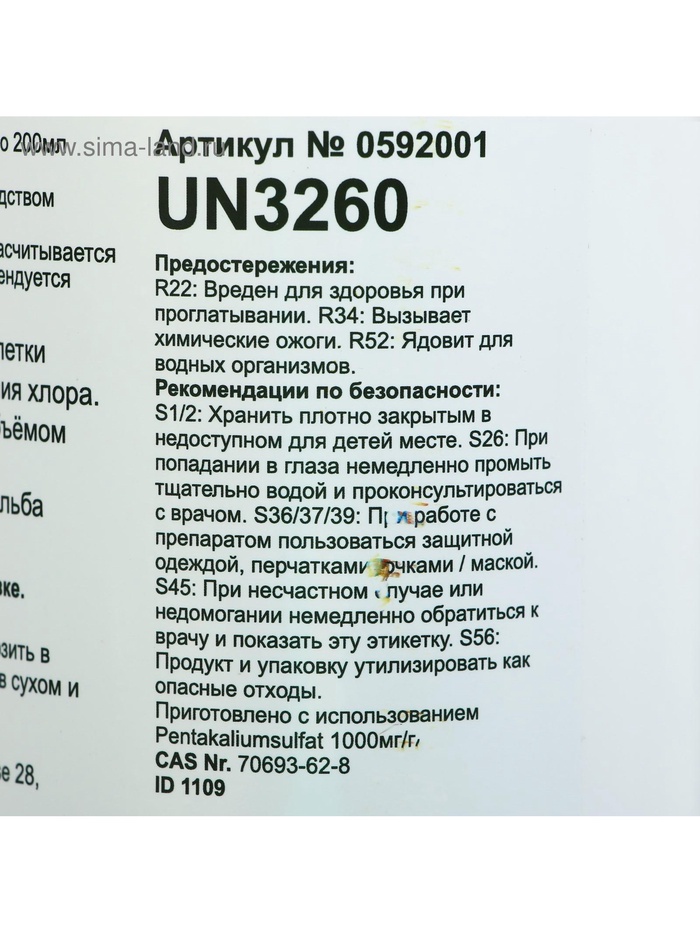 о 200мл
www.sima-land.ru
дством
асчитывается
ендуется
летки
ия хлора.
ъёмом
льба
ке.
зить в
в сухом и
е 28,
Артикул № 0592001
UN3260
Предостережения:
R22: Вреден для здоровья при
проглатывании. R34: Вызывает
химические ожоги. R52: Ядовит для
водных организмов.
Рекомендации по безопасности:
S1/2: Хранить плотно закрытым в
недоступном для детей месте. S26: При
попадании в глаза немедленно промыть
тщательно водой и проконсультироваться
с врачом. S36/37/39: При работе с
препаратом пользоваться защитной
одеждой, перчатками очками / маской.
S45: При несчастном случае или
недомогании немедленно обратиться к
врачу и показать эту этикетку. S56:
Продукт и упаковку утилизировать как
опасные отходы.
Приготовлено с использованием
Pentakaliumsulfat 1000мг/г,
CAS Nr. 70693-62-8
ID 1109